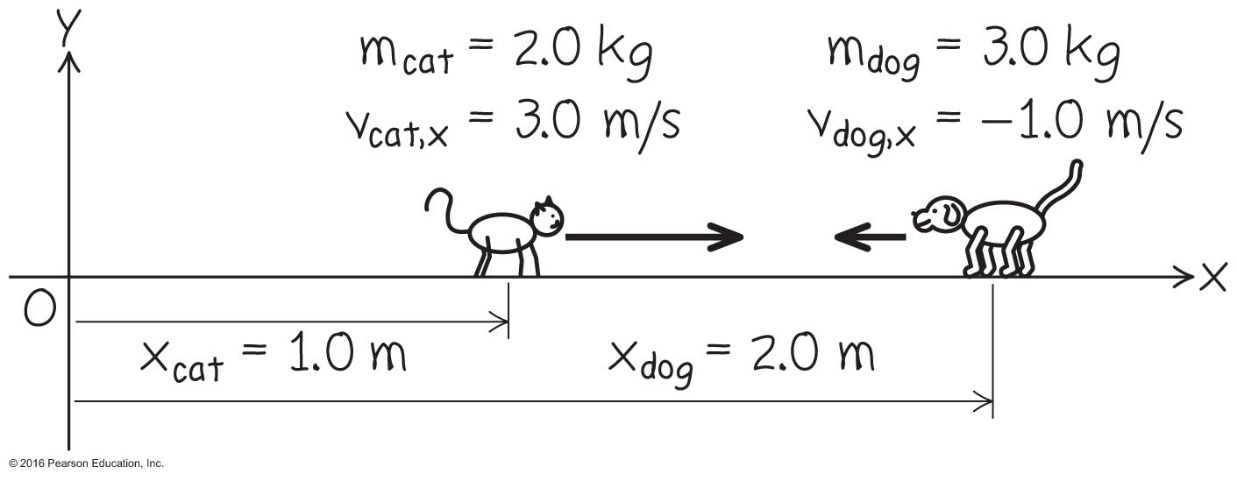 Y
m_cat = 2.0 kg
v_cat,x = 3.0 m/s
m_dog = 3.0 kg
v_dog,x = −1.0 m/s
X
O
x_cat = 1.0 m
x_dog = 2.0 m
© 2016 Pearson Education, Inc.